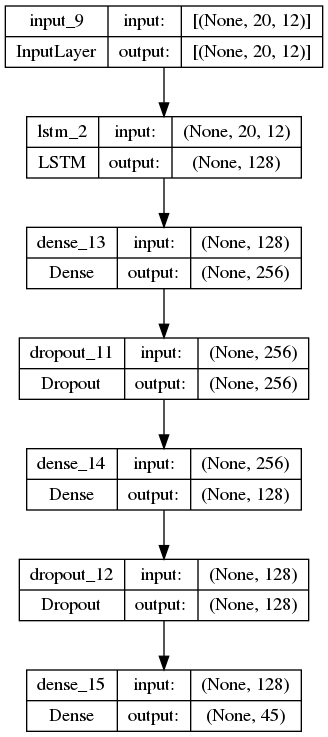 input_9 input: [(None, 20, 12)]
InputLayer output: [(None, 20, 12)]
lstm_2 input: (None, 20, 12)
LSTM output: (None, 128)
dense_13 input: (None, 128)
Dense output: (None, 256)
dropout_11 input: (None, 256)
Dropout output: (None, 256)
dense_14 input: (None, 256)
Dense output: (None, 128)
dropout_12 input: (None, 128)
Dropout output: (None, 128)
dense_15 input: (None, 128)
Dense output: (None, 45)